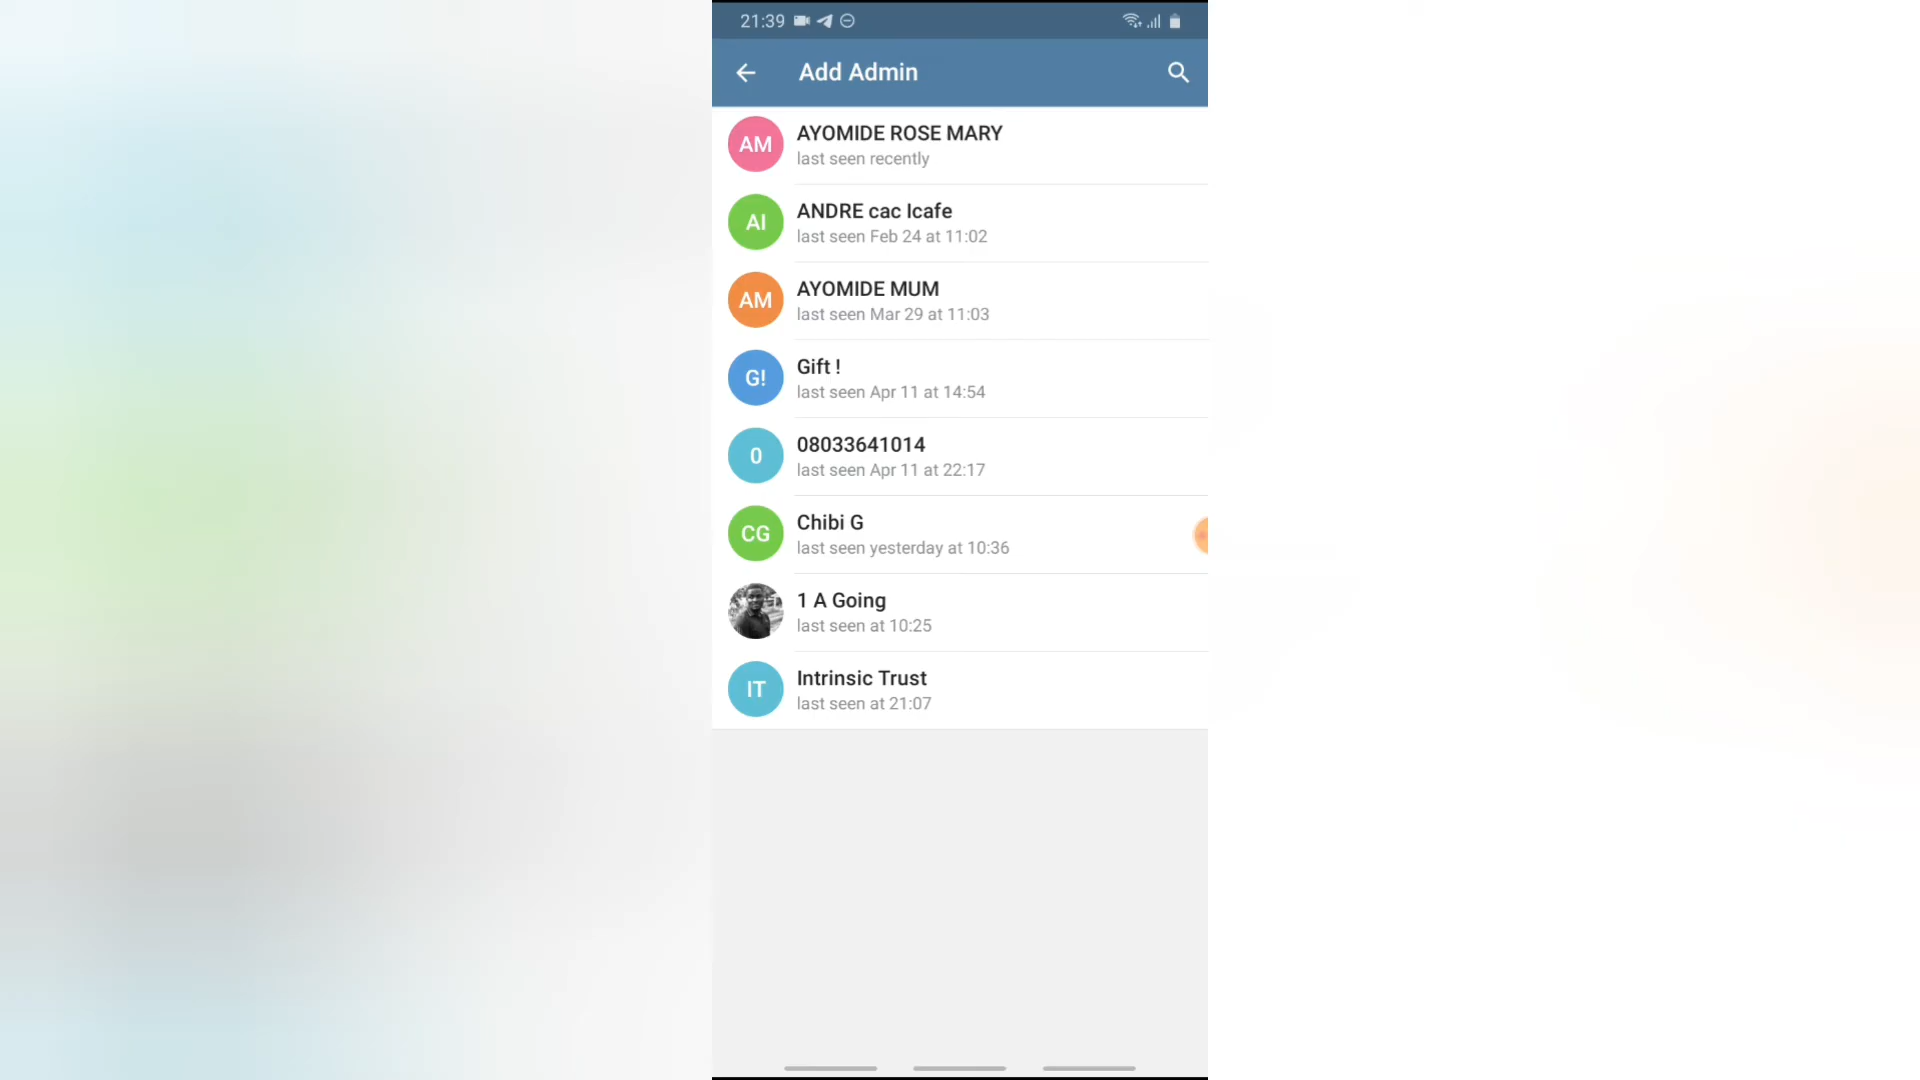 21:39
Add Admin
AM
AYOMIDE ROSE MARY
last seen recently
AI
ANDRE cac Icafe
last seen Feb 24 at 11:02
AM
AYOMIDE MUM
last seen Mar 29 at 11:03
G!
Gift !
last seen Apr 11 at 14:54
0
08033641014
last seen Apr 11 at 22:17
CG
Chibi G
last seen yesterday at 10:36
1 A Going
last seen at 10:25
IT
Intrinsic Trust
last seen at 21:07